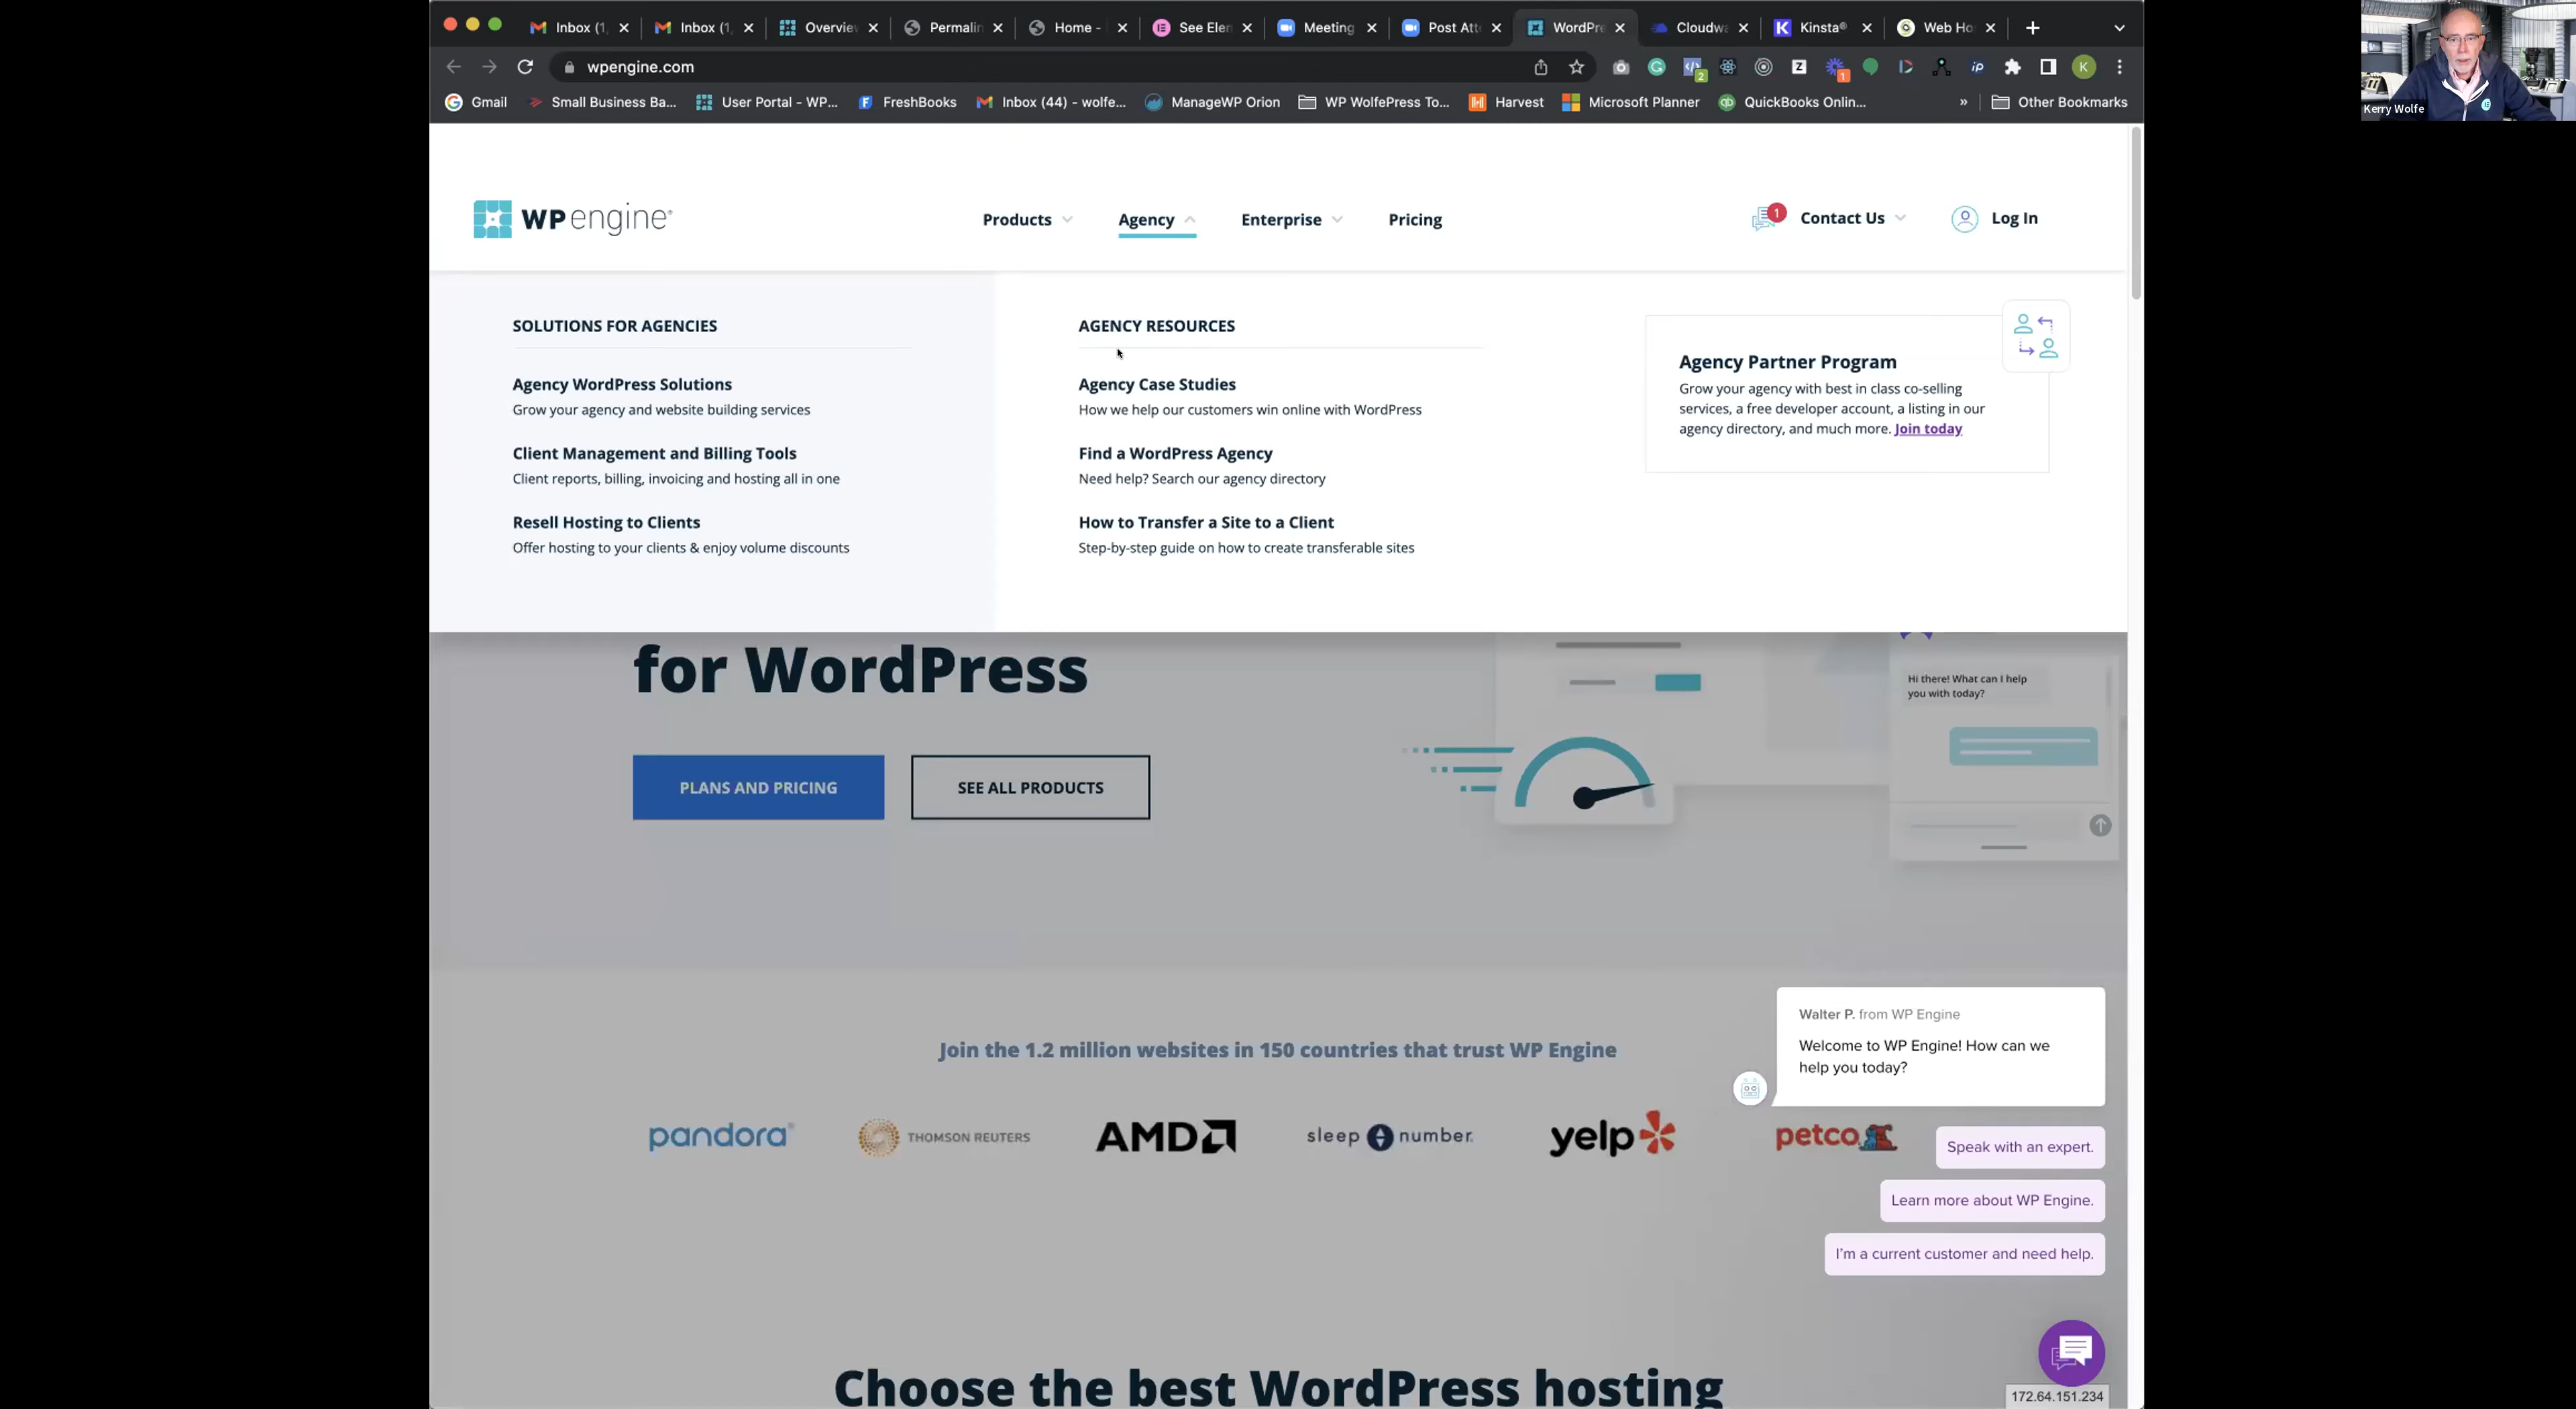 Inbox (1,
Inbox (1,
Overview
Permalin
Home -
See Elem
Meeting
Post Atte
WordPre
Cloudwa
Kinsta®
Web Hos
wpengine.com
2
Z
1
iP
K
Gmail
Small Business Ba...
User Portal - WP...
FreshBooks
Inbox (44) - wolfe...
ManageWP Orion
WP WolfePress To...
Harvest
Microsoft Planner
QuickBooks Onlin...
»
Other Bookmarks
Kerry Wolfe
WP engine®
Products
Agency
Enterprise
Pricing
1
Contact Us
Log In
SOLUTIONS FOR AGENCIES
Agency WordPress Solutions
Grow your agency and website building services
Client Management and Billing Tools
Client reports, billing, invoicing and hosting all in one
Resell Hosting to Clients
Offer hosting to your clients & enjoy volume discounts
AGENCY RESOURCES
Agency Case Studies
How we help our customers win online with WordPress
Find a WordPress Agency
Need help? Search our agency directory
How to Transfer a Site to a Client
Step-by-step guide on how to create transferable sites
Agency Partner Program
Grow your agency with best in class co-selling
services, a free developer account, a listing in our
agency directory, and much more. Join today
for WordPress
PLANS AND PRICING
SEE ALL PRODUCTS
Hi there! What can I help
you with today?
Join the 1.2 million websites in 150 countries that trust WP Engine
pandora®
THOMSON REUTERS
AMD
sleep number.
yelp
petco
Walter P. from WP Engine
Welcome to WP Engine! How can we
help you today?
Speak with an expert.
Learn more about WP Engine.
I'm a current customer and need help.
Choose the best WordPress hosting
172.64.151.234